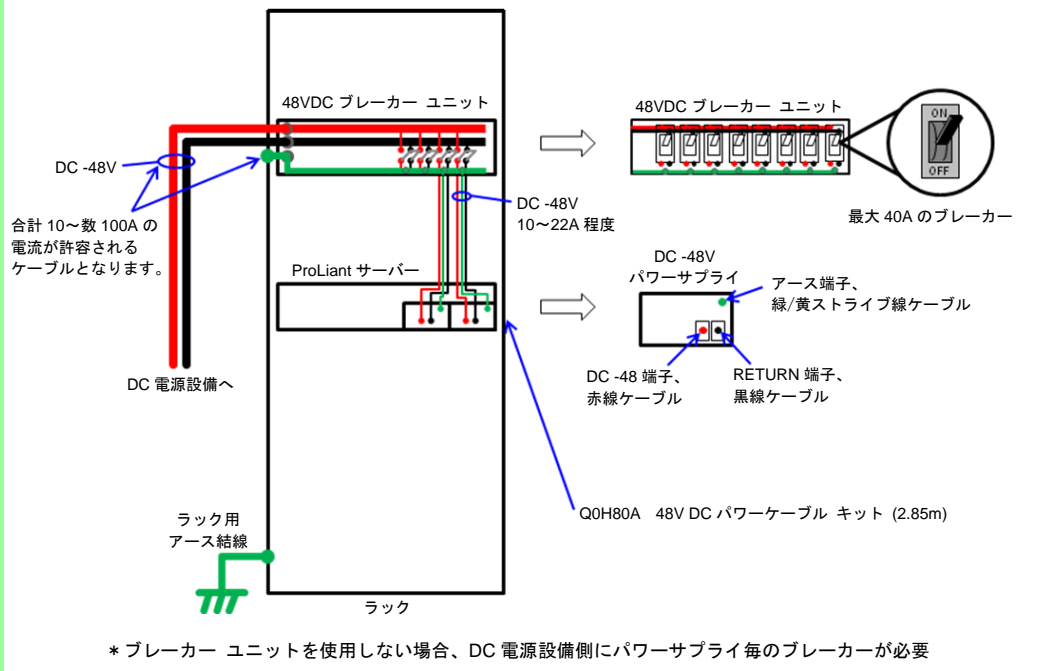 48VDC ブレーカー ユニット
48VDC ブレーカー ユニット
ON
OFF
DC -48V
DC -48V
10～22A 程度
最大 40A のブレーカー
合計 10～数 100A の
電流が許容される
ケーブルとなります。
ProLiant サーバー
DC -48V
パワーサプライ
アース端子、
緑/黄ストライブ線ケーブル
DC 電源設備へ
DC -48 端子、
赤線ケーブル
RETURN 端子、
黒線ケーブル
Q0H80A 48V DC パワーケーブル キット (2.85m)
ラック用
アース結線
ラック
* ブレーカー ユニットを使用しない場合、DC 電源設備側にパワーサプライ毎のブレーカーが必要